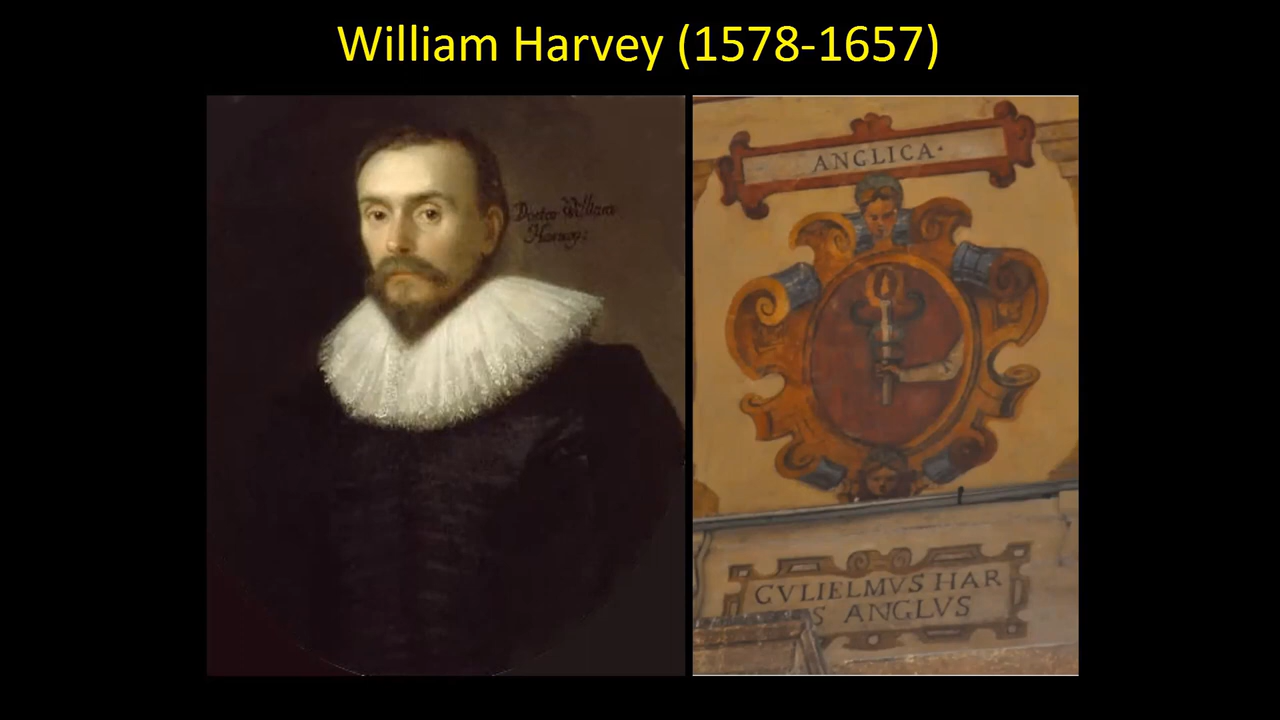 William Harvey (1578-1657)
Doctor William
Harvey:
ANGLICA·
GVLIELMVS HAR
S ANGLVS